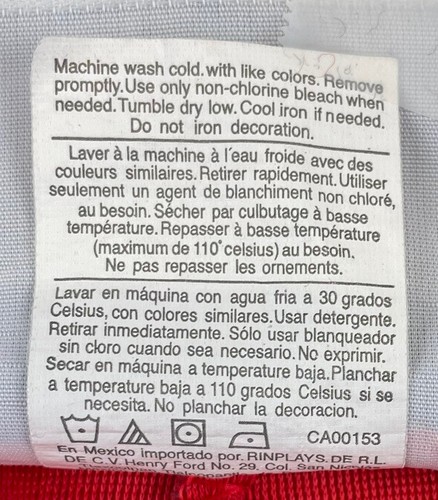 Machine wash cold.with like colors. Remove
promptly.Use only non-chlorine bleach when
needed.Tumble dry low. Cool iron if needed.
Do not iron decoration.
Laver à la machine à l'eau froide avec des
couleurs similaires. Retirer rapidement. Utiliser
seulement un agent de blanchiment non chloré,
au besoin. Sécher par culbutage à basse
température. Repasser à basse température
(maximum de 110°celsius) au besoin.
Ne pas repasser les ornements.
Lavar en máquina con agua fria a 30 grados
Celsius, con colores similares. Usar detergente.
Retirar inmediatamente. Sólo usar blanqueador
sin cloro cuando sea necesario. No exprimir.
Secar en máquina a temperatura baja. Planchar
a temperatura baja a 110 grados Celsius si se
necesita. No planchar la decoracion.
CA00153
En Mexico importado por: RINPLAYS.DE R.L.
DE C.V. Henry Ford No. 29, Col. San